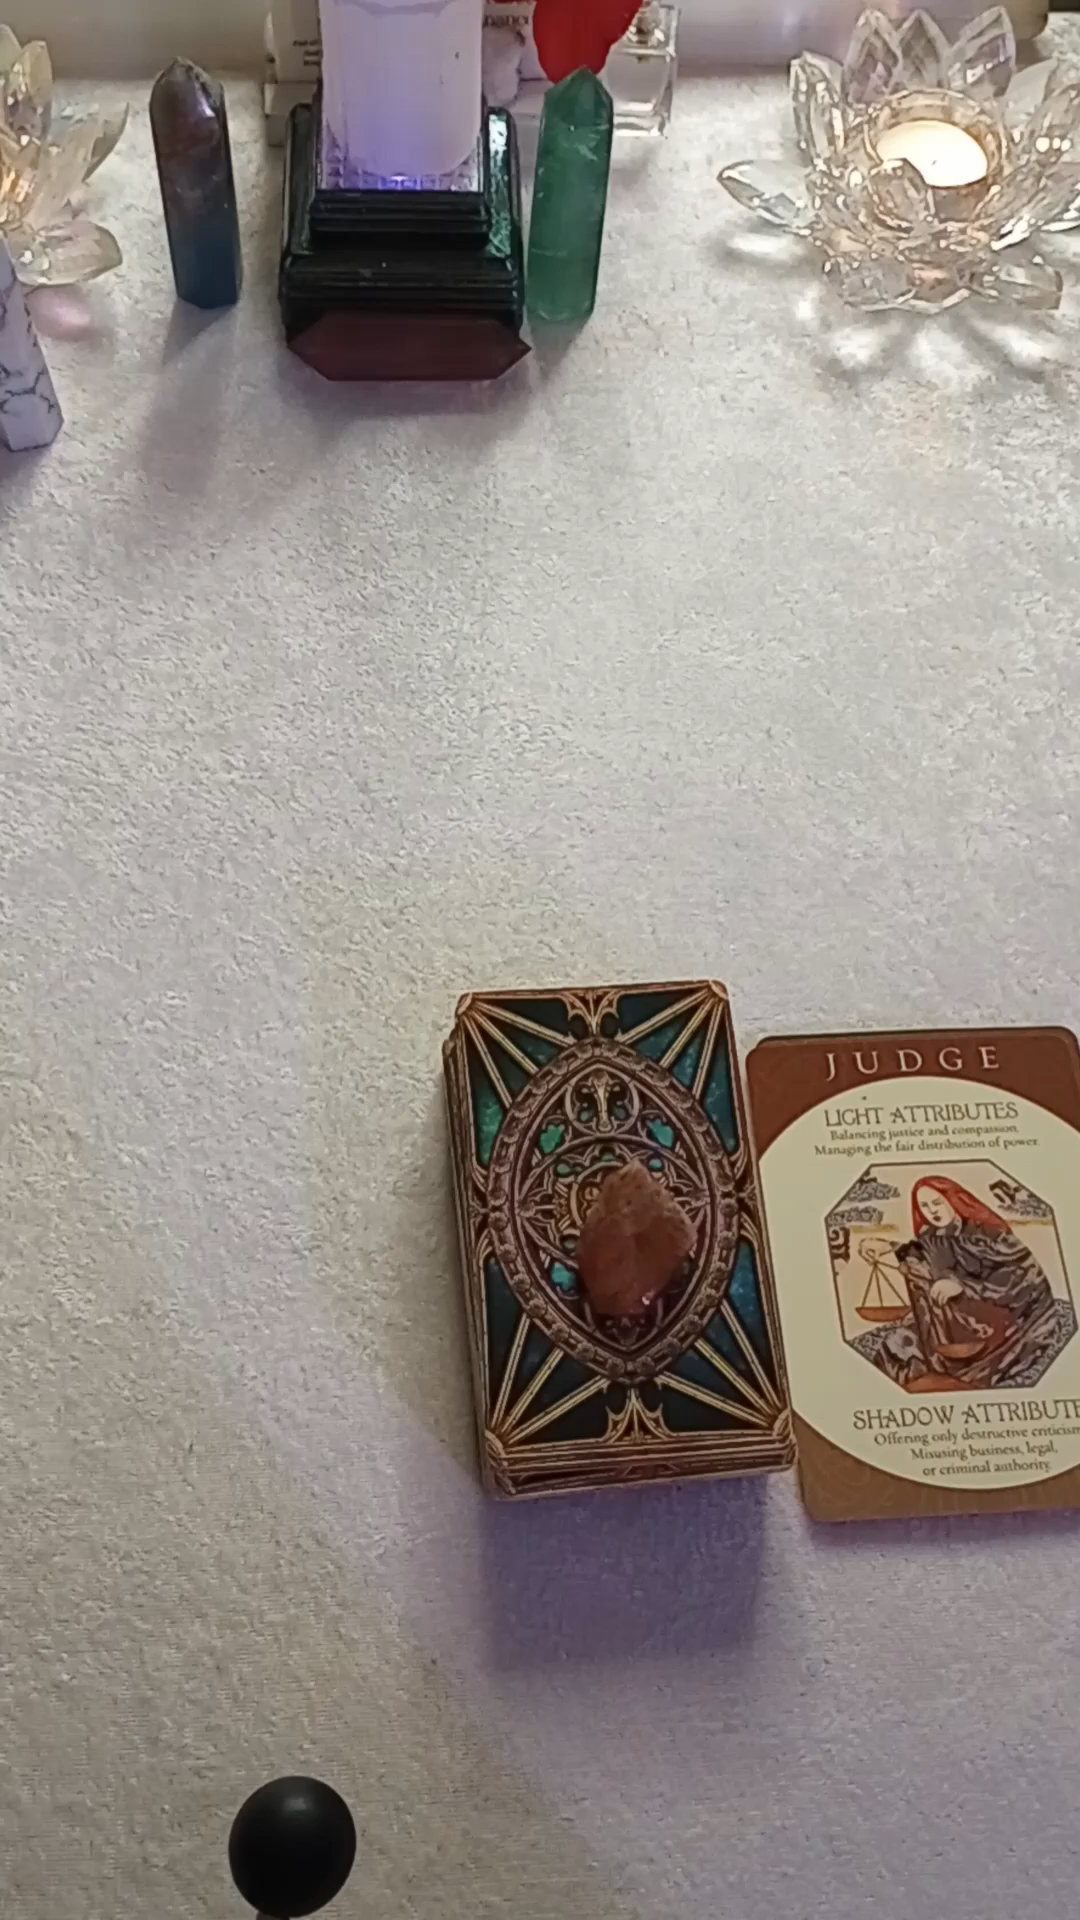 JUDGE
LIGHT ATTRIBUTES
Balancing justice and compassion.
Managing the fair distribution of power.
SHADOW ATTRIBUTE
Offering only destructive criticism
Misusing business, legal,
or criminal authority.